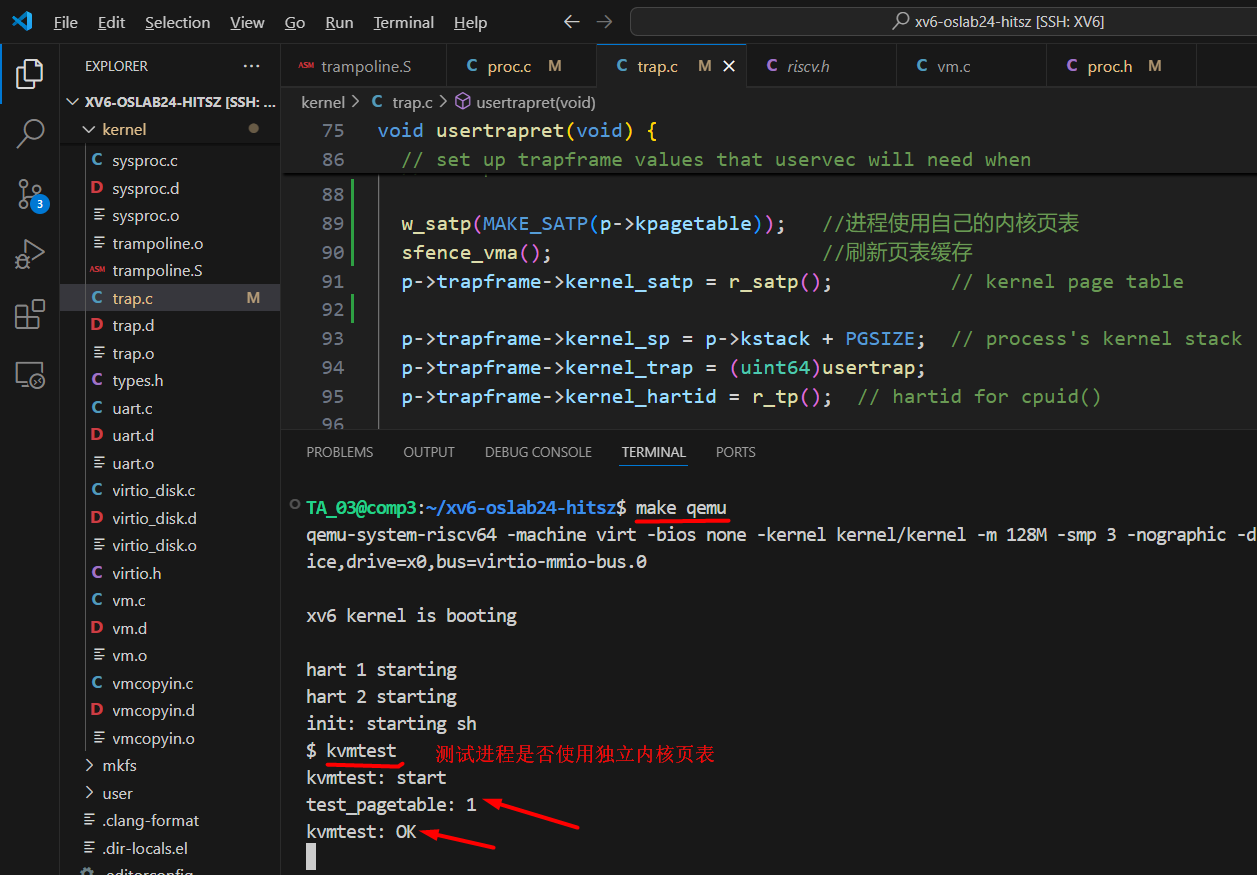 File Edit Selection View Go Run Terminal Help
xv6-oslab24-hitsz [SSH: XV6]
EXPLORER
ASM trampoline.S
C proc.c M
C trap.c M
C riscv.h
C vm.c
C proc.h M
XV6-OSLAB24-HITSZ [SSH: ...
kernel > C trap.c > usertrapret(void)
kernel
75 void usertrapret(void) {
86 // set up trapframe values that uservec will need when
88
89 w_satp(MAKE_SATP(p->kpagetable)); //进程使用自己的内核页表
90 sfence_vma(); //刷新页表缓存
91 p->trapframe->kernel_satp = r_satp(); // kernel page table
92
93 p->trapframe->kernel_sp = p->kstack + PGSIZE; // process's kernel stack
94 p->trapframe->kernel_trap = (uint64)usertrap;
95 p->trapframe->kernel_hartid = r_tp(); // hartid for cpuid()
96
C sysproc.c
D sysproc.d
sysproc.o
trampoline.o
ASM trampoline.S
C trap.c M
D trap.d
trap.o
C types.h
C uart.c
D uart.d
uart.o
C virtio_disk.c
D virtio_disk.d
virtio_disk.o
C virtio.h
C vm.c
D vm.d
vm.o
C vmcopyin.c
D vmcopyin.d
vmcopyin.o
mkfs
user
.clang-format
.dir-locals.el
.editorconfig
3
PROBLEMS OUTPUT DEBUG CONSOLE TERMINAL PORTS
TA_03@comp3:~/xv6-oslab24-hitsz$ make qemu
qemu-system-riscv64 -machine virt -bios none -kernel kernel/kernel -m 128M -smp 3 -nographic -d
ice,drive=x0,bus=virtio-mmio-bus.0
xv6 kernel is booting
hart 1 starting
hart 2 starting
init: starting sh
$ kvmtest 测试进程是否使用独立内核页表
kvmtest: start
test_pagetable: 1
kvmtest: OK